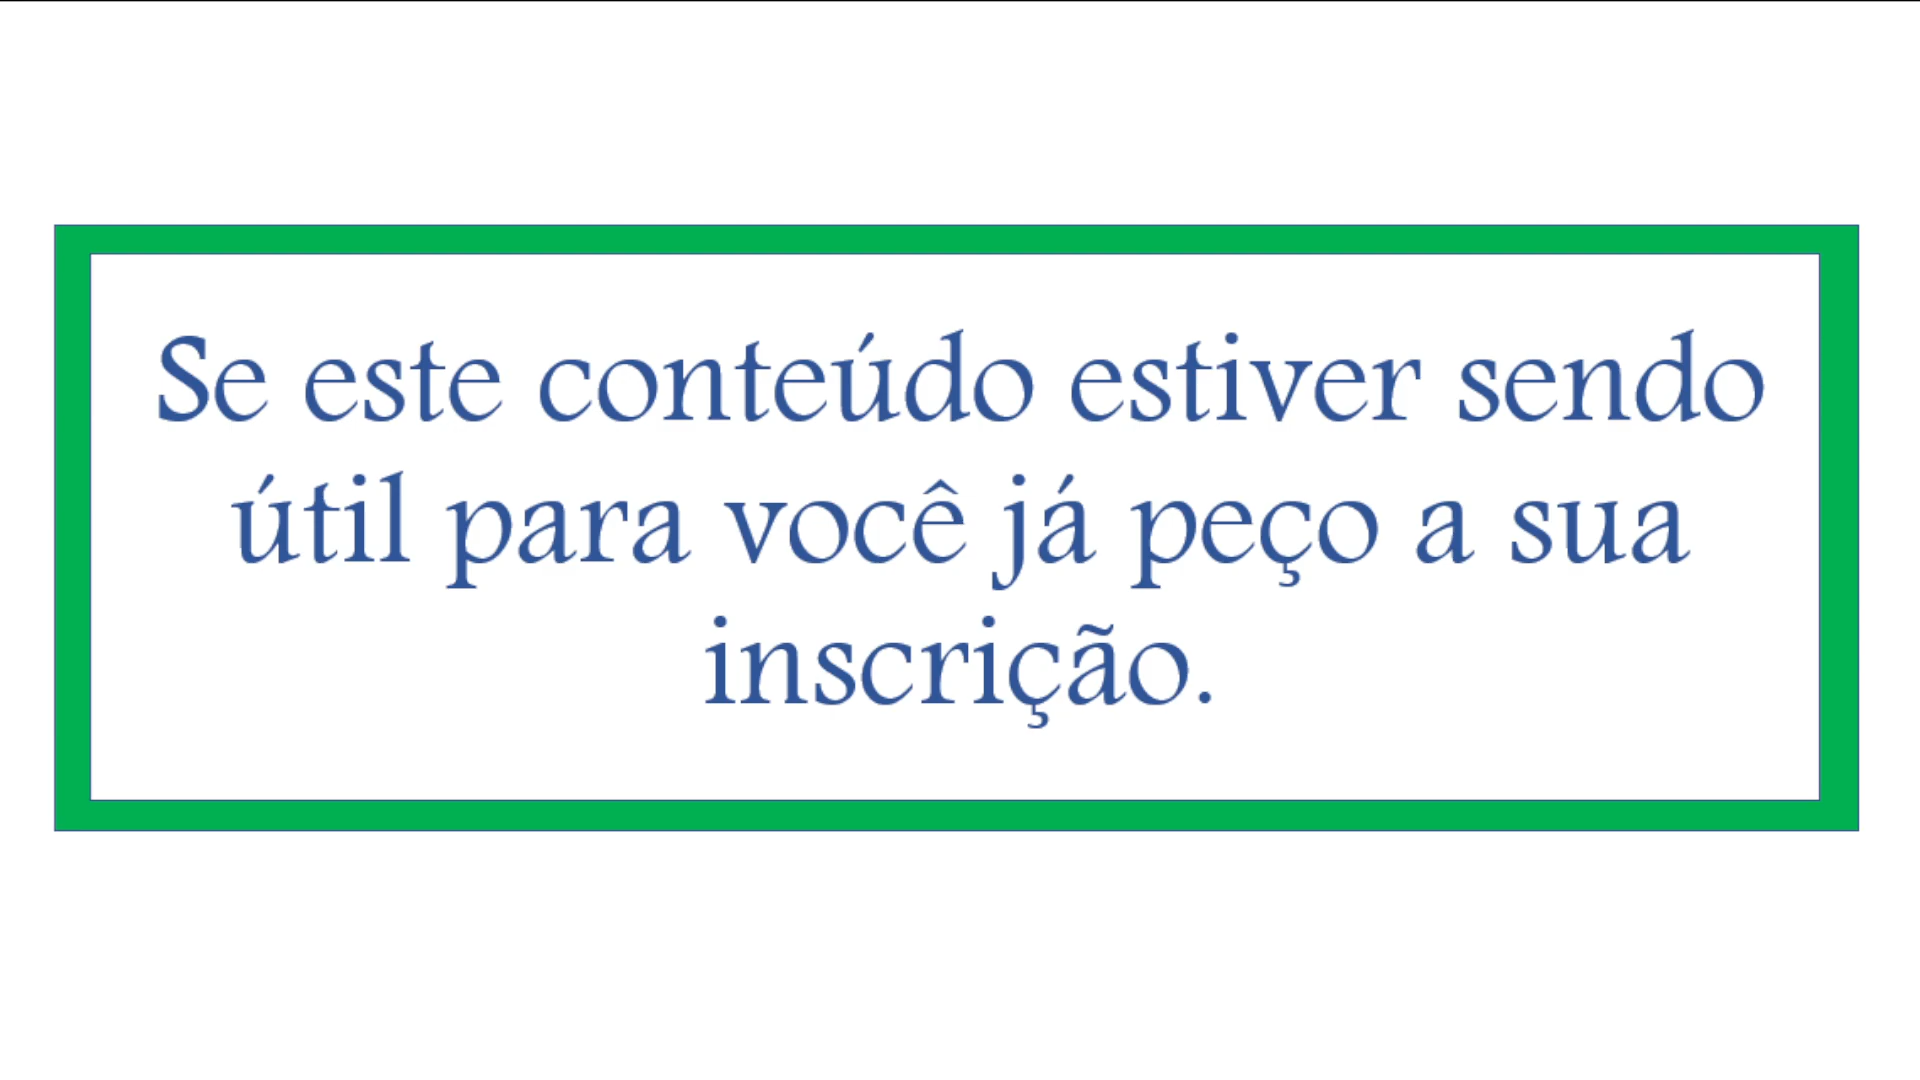 Se este conteúdo estiver sendo
útil para você já peço a sua
inscrição.